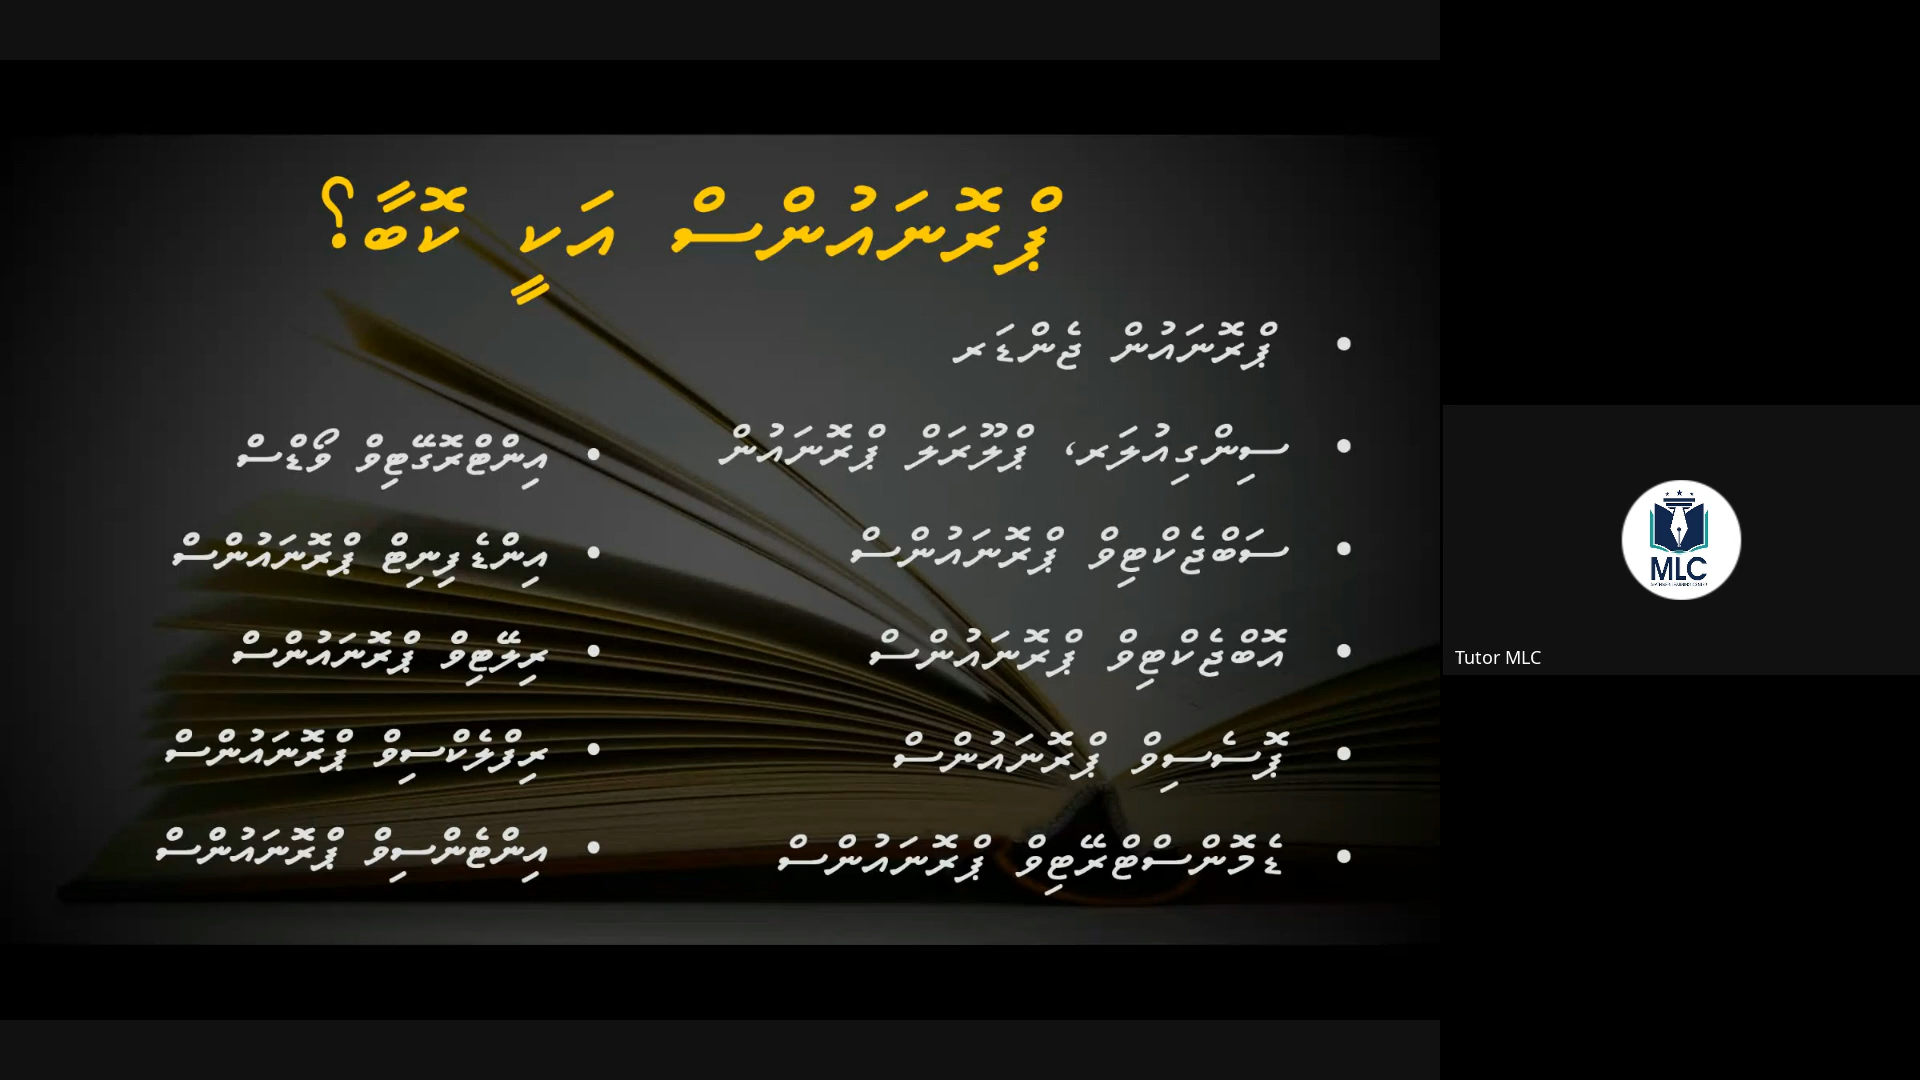 ޕްރޮނައުންސް އަކީ ކޮބާ؟
ޕްރޮނައުން ޖެންޑަރ
ސިންގިއުލަރ، ޕްލޫރަލް ޕްރޮނައުން
ސަބްޖެކްޓިވް ޕްރޮނައުންސް
އޮބްޖެކްޓިވް ޕްރޮނައުންސް
ޕޮސެސިވް ޕްރޮނައުންސް
ޑެމޮންސްޓްރޭޓިވް ޕްރޮނައުންސް
އިންޓްރޮގޭޓިވް ވޯޑްސް
އިންޑެފިނިޓް ޕްރޮނައުންސް
ރިލޭޓިވް ޕްރޮނައުންސް
ރިފްލެކްސިވް ޕްރޮނައުންސް
އިންޓެންސިވް ޕްރޮނައުންސް
MLC
Tutor MLC